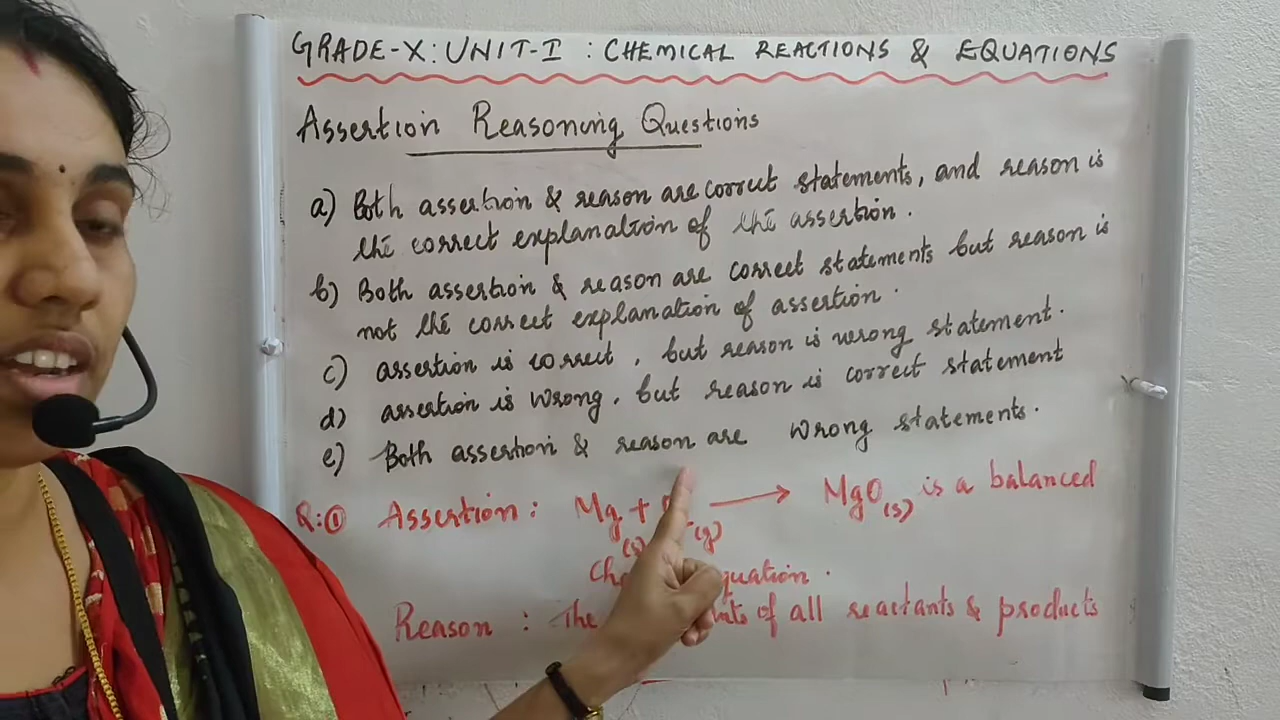 GRADE-X: UNIT-I : CHEMICAL REACTIONS & EQUATIONS
Assertion Reasoning Questions
a) Both assertion & reason are correct statements, and reason is
the correct explanation of the assertion.
b) Both assertion & reason are correct statements but reason is
not the correct explanation of assertion.
c) assertion is correct, but reason is wrong statement.
d) assertion is wrong, but reason is correct statement
e) Both assertion & reason are wrong statements.
Q:① Assertion: Mg(s) + (g) ⟶ MgO(s) is a balanced
Reason : The of all reactants & products